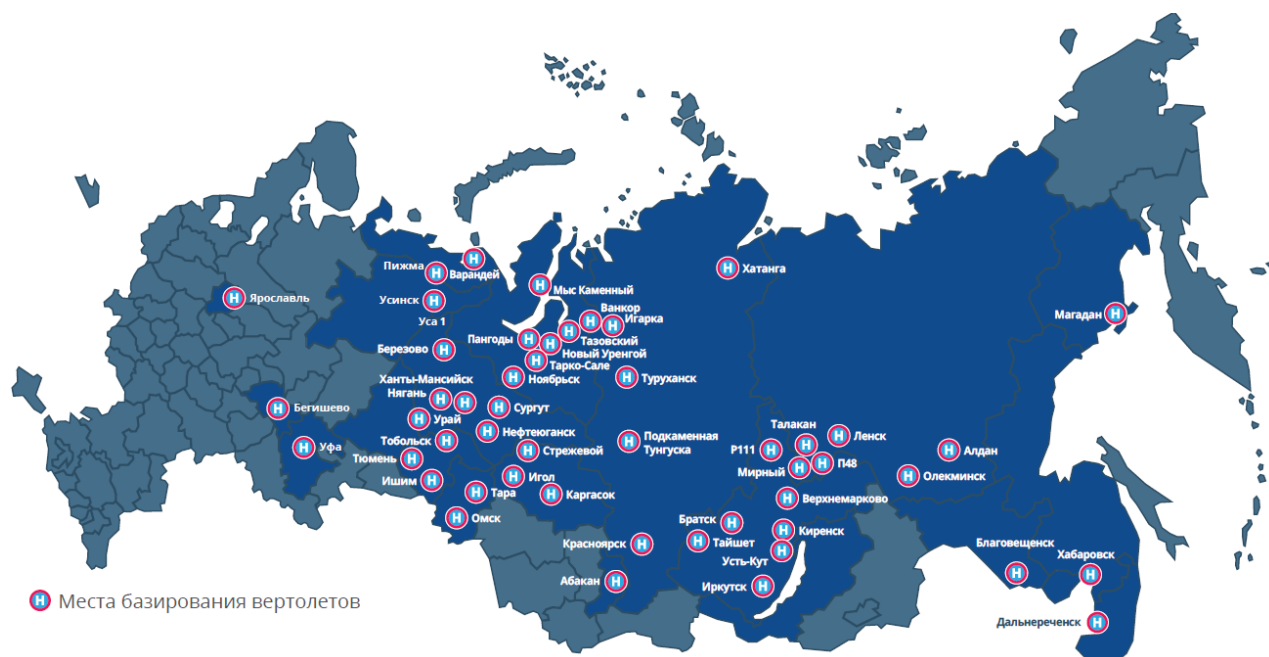 Пижма
Варандей
Хатанга
Мыс Каменный
Ярославль
Усинск
Ванкор
Игарка
Магадан
Уса 1
Пангоды
Тазовский
Березово
Новый Уренгой
Тарко-Сале
Ноябрьск
Туруханск
Ханты-Мансийск
Нягань
Бегишево
Сургут
Урай
Талакан
Нефтеюганск
Ленск
Тобольск
Подкаменная
Тунгуска
Уфа
Стрежевой
Р111
Алдан
Тюмень
П48
Мирный
Ишим
Игол
Олекминск
Тара
Каргасок
Верхнемарково
Омск
Братск
Киренск
Красноярск
Тайшет
Благовещенск
Усть-Кут
Хабаровск
Абакан
Иркутск
Н Места базирования вертолетов
Дальнереченск